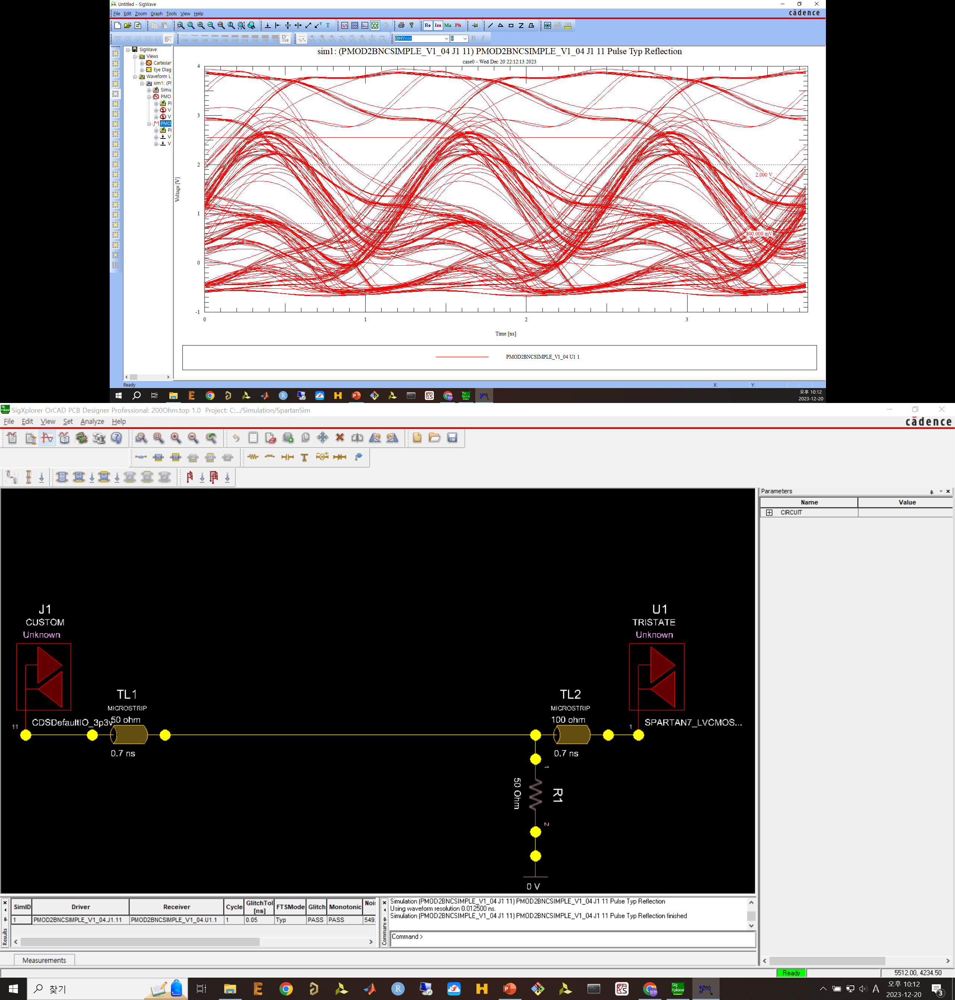 Untitled - SigWave
File Edit Zoom Graph Tools View Help
cādence
Re Im Ma Ph
B I
SigWave
Views
Cartesiar
Eye Diag
Waveform L
sim1: (PI
Simu
PMO
Pi
V
V
PMO
Pi
V
V
sim1: (PMOD2BNCSIMPLE_V1_04 J1 11) PMOD2BNCSIMPLE_V1_04 J1 11 Pulse Typ Reflection
case0 - Wed Dec 20 22:12:13 2023
4
3
2
1
0
-1
Voltage [V]
2.000 V
800.000 mV
0 1 2 3
Time [ns]
PMOD2BNCSIMPLE_V1_04 U1 1
Ready
X: Y:
오후 10:12
2023-12-20
SigXplorer OrCAD PCB Designer Professional: 200Ohm.top 1.0 Project: C:.../Simulation/SpartanSim
File Edit View Set Analyze Help
cādence
Parameters
Name Value
CIRCUIT
J1
CUSTOM
Unknown
11
CDSDefaultIO_3p3v
TL1
MICROSTRIP
50 ohm
0.7 ns
TL2
MICROSTRIP
100 ohm
0.7 ns
U1
TRISTATE
Unknown
1
SPARTAN7_LVCMOS...
1
50 Ohm
R1
2
0 V
SimID Driver Receiver Cycle GlitchTol [ns] FTSMode Glitch Monotonic Noi
1 PMOD2BNCSIMPLE_V1_04.J1.11 PMOD2BNCSIMPLE_V1_04.U1.1 1 0.05 Typ PASS PASS 549.
Results
Simulation (PMOD2BNCSIMPLE_V1_04 J1 11) PMOD2BNCSIMPLE_V1_04 J1 11 Pulse Typ Reflection
Using waveform resolution 0.012500 ns.
Simulation (PMOD2BNCSIMPLE_V1_04 J1 11) PMOD2BNCSIMPLE_V1_04 J1 11 Pulse Typ Reflection finished
Command >
Command
Measurements
Ready
5512.00, 4234.50
찾기
A
오후 10:12
2023-12-20
3